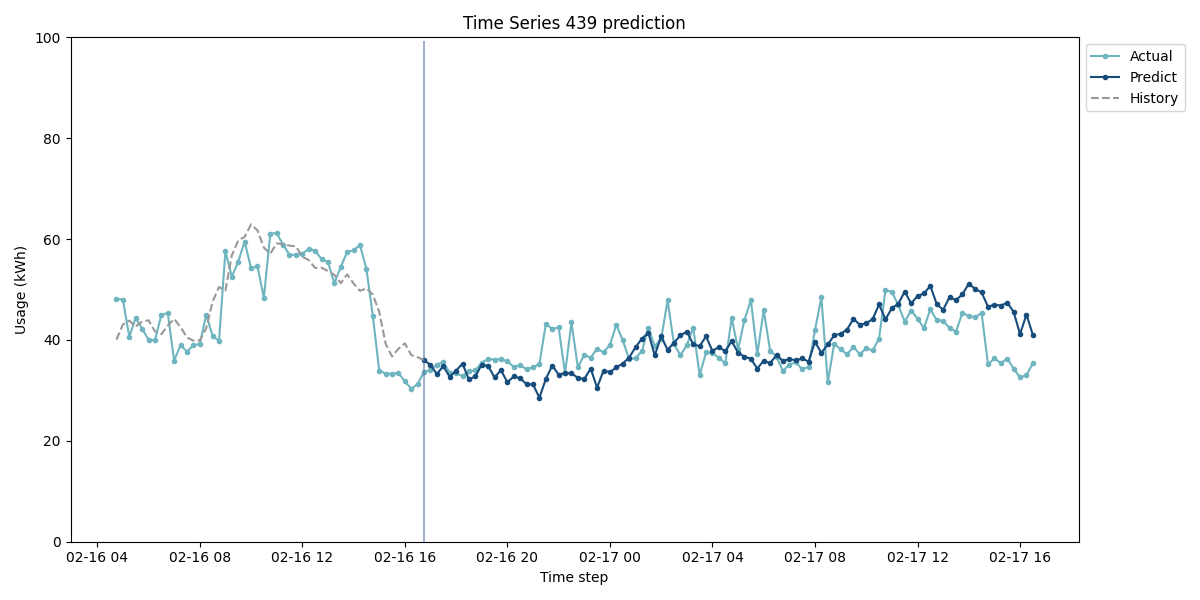 Time Series 439 prediction
100
80
60
40
20
0
Usage (kWh)
02-16 04
02-16 08
02-16 12
02-16 16
02-16 20
02-17 00
02-17 04
02-17 08
02-17 12
02-17 16
Time step
Actual
Predict
History